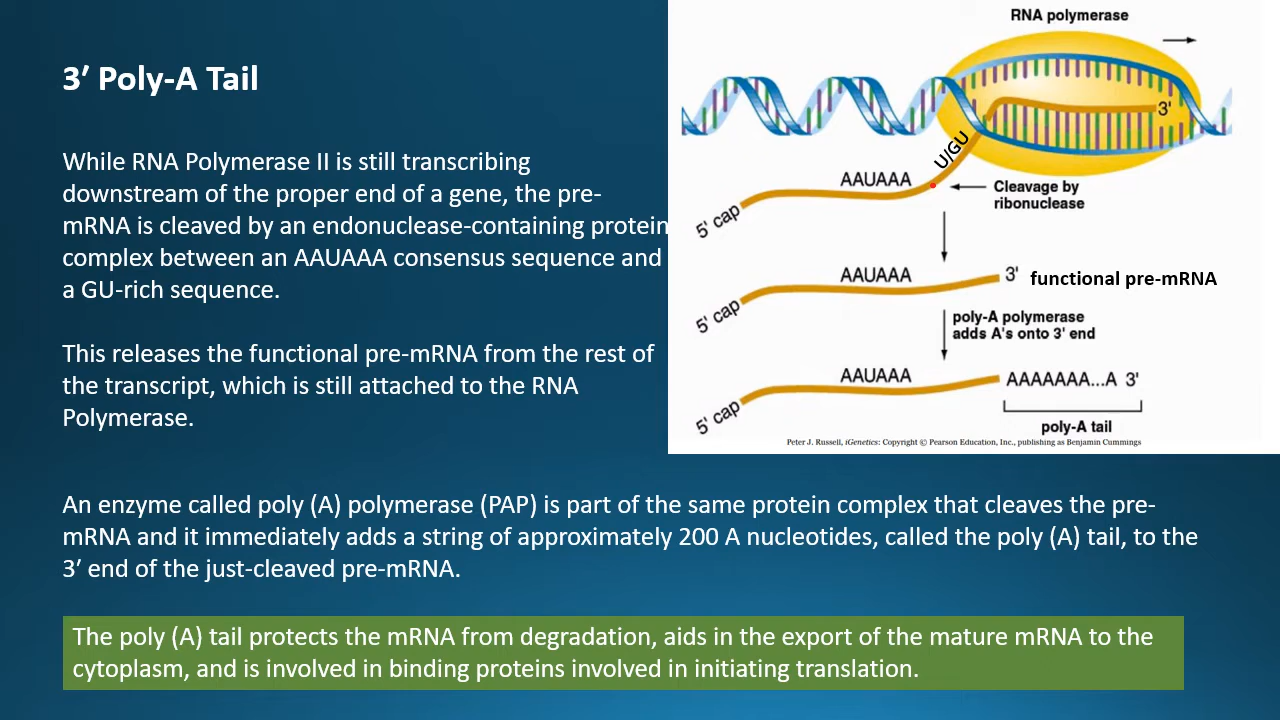 3′ Poly-A Tail
While RNA Polymerase II is still transcribing
downstream of the proper end of a gene, the pre-
mRNA is cleaved by an endonuclease-containing protein
complex between an AAUAAA consensus sequence and
a GU-rich sequence.
This releases the functional pre-mRNA from the rest of
the transcript, which is still attached to the RNA
Polymerase.
RNA polymerase
3'
U/GU
AAUAAA
5' cap
Cleavage by
ribonuclease
AAUAAA
3'
functional pre-mRNA
5' cap
poly-A polymerase
adds A's onto 3' end
AAUAAA
AAAAAAA...A 3'
5' cap
poly-A tail
Peter J. Russell, iGenetics: Copyright © Pearson Education, Inc., publishing as Benjamin Cummings
An enzyme called poly (A) polymerase (PAP) is part of the same protein complex that cleaves the pre-
mRNA and it immediately adds a string of approximately 200 A nucleotides, called the poly (A) tail, to the
3′ end of the just-cleaved pre-mRNA.
The poly (A) tail protects the mRNA from degradation, aids in the export of the mature mRNA to the
cytoplasm, and is involved in binding proteins involved in initiating translation.